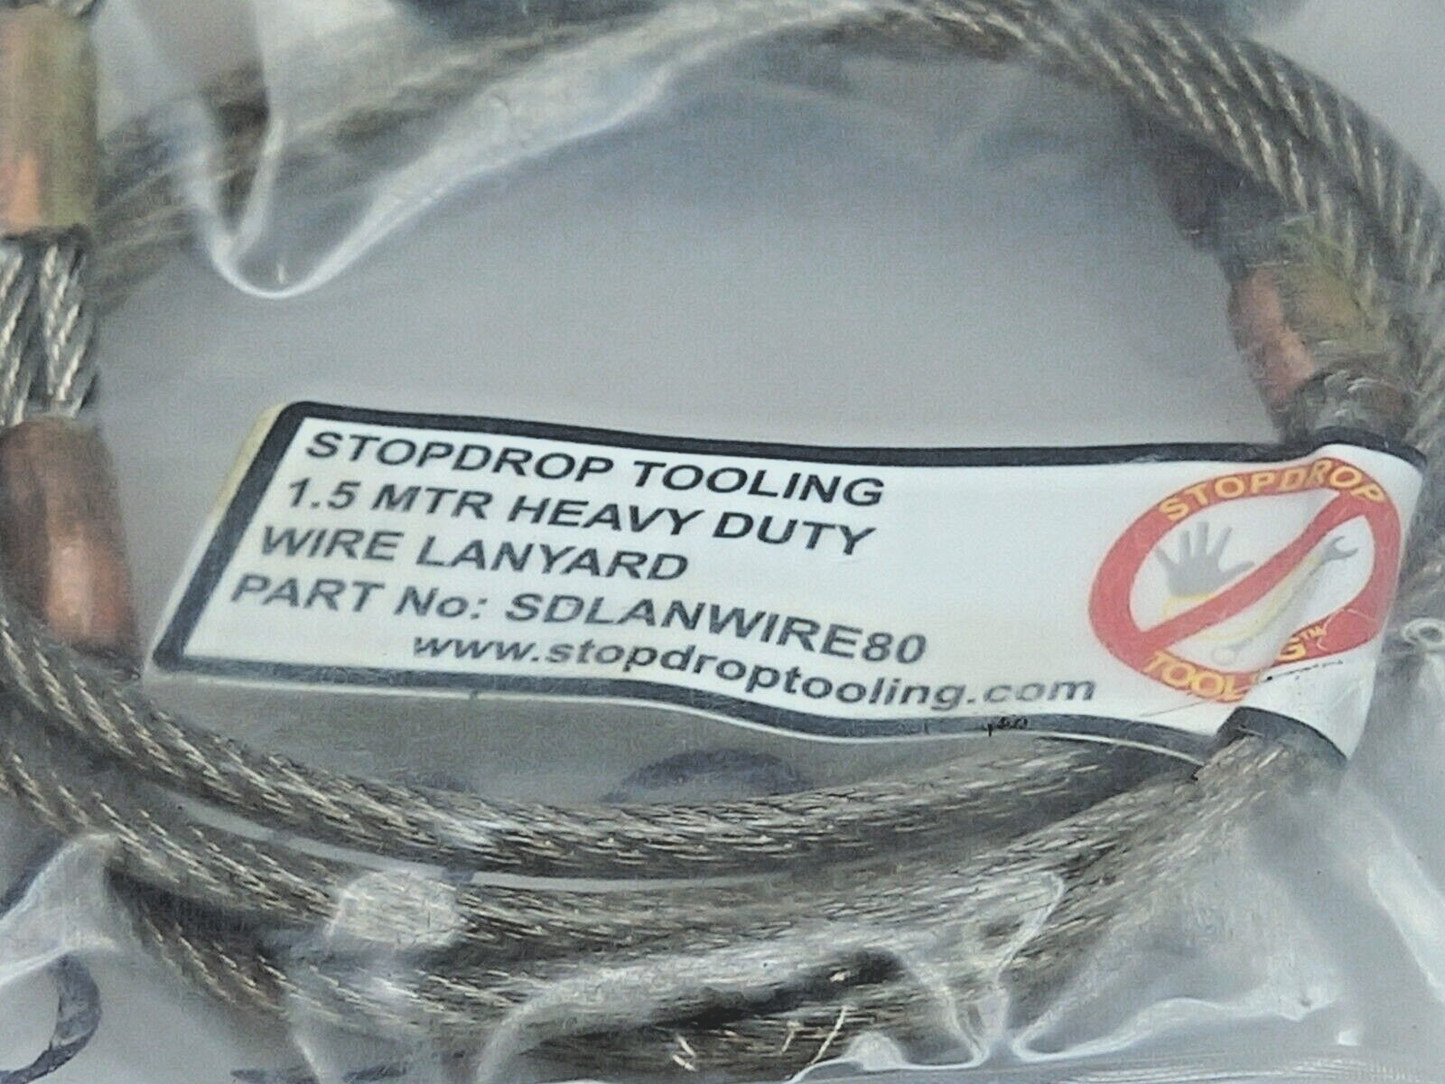 STOPDROP TOOLING
1.5 MTR HEAVY DUTY
WIRE LANYARD
PART No: SDLANWIRE80
www.stopdroptooling.com
STOPDROP